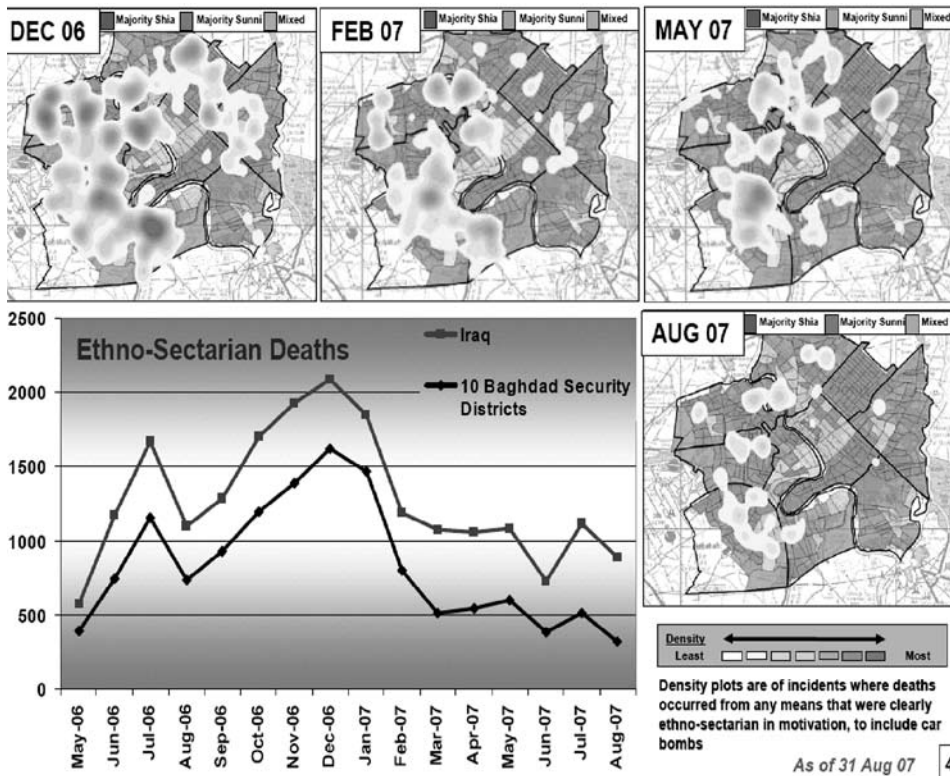 DEC 06
Majority Shia Majority Sunni Mixed
FEB 07
Majority Shia Majority Sunni Mixed
MAY 07
Majority Shia Majority Sunni Mixed
2500
2000
1500
1000
500
0
Ethno-Sectarian Deaths
Iraq
10 Baghdad Security
Districts
May-06
Jun-06
Jul-06
Aug-06
Sep-06
Oct-06
Nov-06
Dec-06
Jan-07
Feb-07
Mar-07
Apr-07
May-07
Jun-07
Jul-07
Aug-07
AUG 07
Majority Shia Majority Sunni Mixed
Density
Least Most
Density plots are of incidents where deaths
occurred from any means that were clearly
ethno-sectarian in motivation, to include car
bombs
As of 31 Aug 07